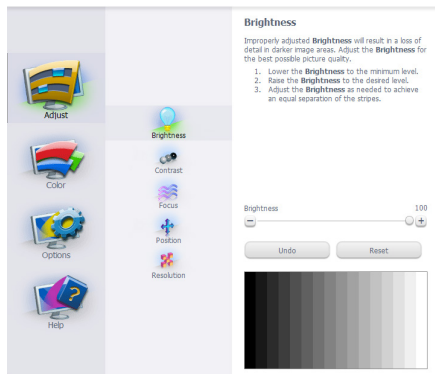 Adjust
Color
Options
Help
Brightness
Contrast
Focus
Position
Resolution
Brightness
Improperly adjusted Brightness will result in a loss of
detail in darker image areas. Adjust the Brightness for
the best possible picture quality.
1. Lower the Brightness to the minimum level.
2. Raise the Brightness to the desired level.
3. Adjust the Brightness as needed to achieve
an equal separation of the stripes.
Brightness 100
Undo Reset